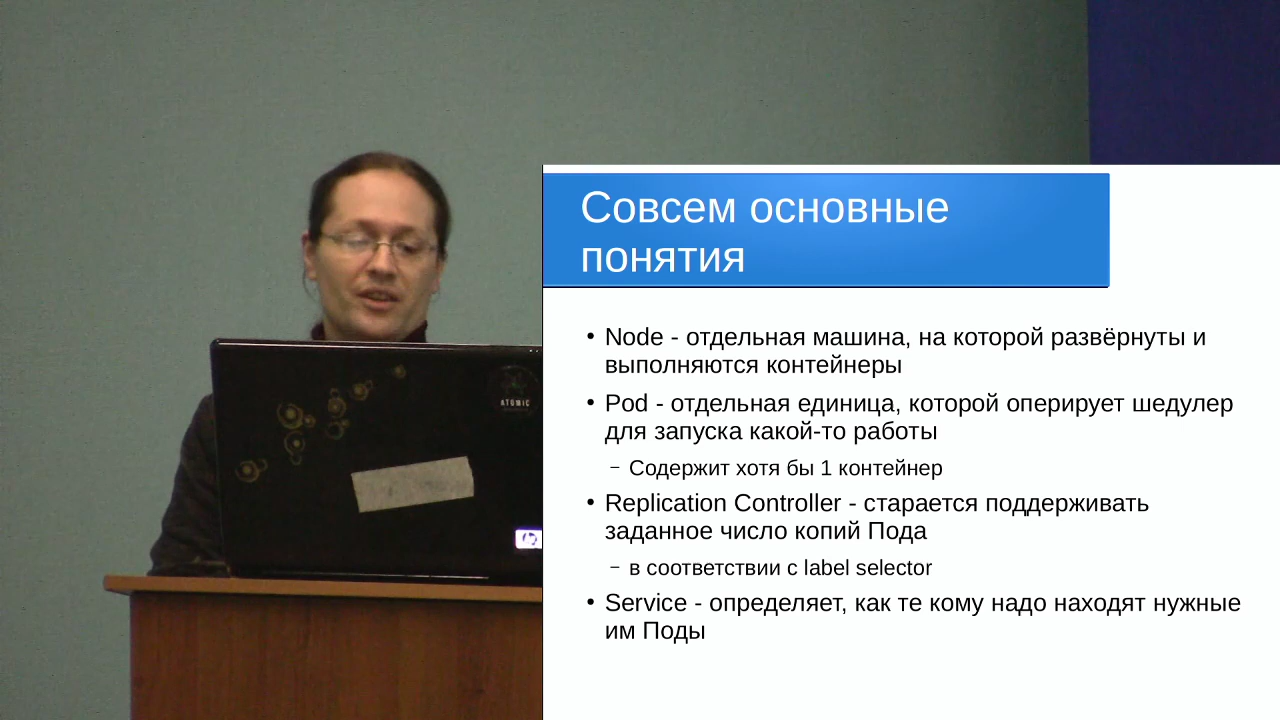 Совсем основные
понятия
• Node - отдельная машина, на которой развёрнуты и
выполняются контейнеры
• Pod - отдельная единица, которой оперирует шедулер
для запуска какой-то работы
– Содержит хотя бы 1 контейнер
• Replication Controller - старается поддерживать
заданное число копий Пода
– в соответствии с label selector
• Service - определяет, как те кому надо находят нужные
им Поды
ATOMIC
hp